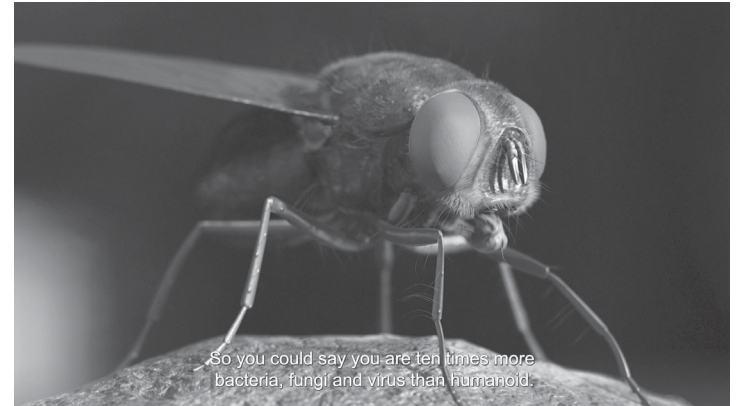 So you could say you are ten times more
bacteria, fungi and virus than humanoid.